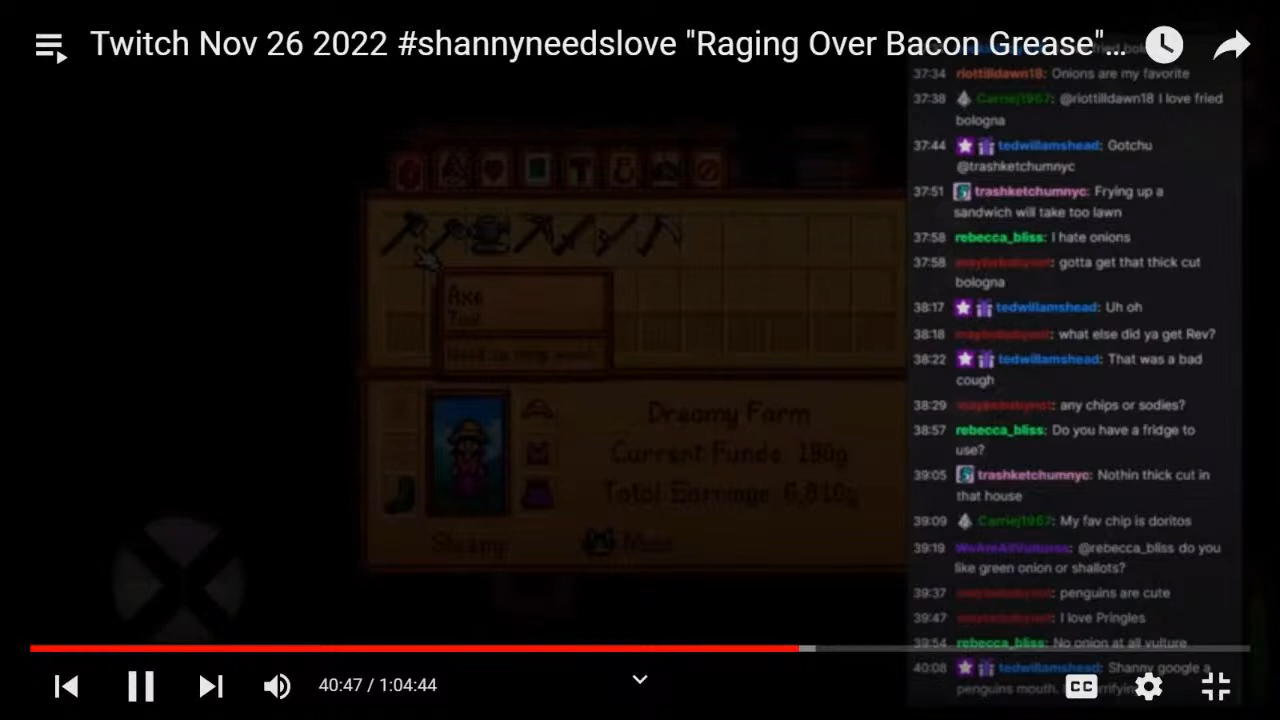 Twitch Nov 26 2022 #shannyneedslove "Raging Over Bacon Grease"...
37:34 riottilldawn18: Onions are my favorite
37:38 Carriej1967: @riottilldawn18 I love fried
bologna
37:44 tedwillamshead: Gotchu
@trashketchumnyc
37:51 trashketchumnyc: Frying up a
sandwich will take too lawn
37:58 rebecca_bliss: I hate onions
37:58 : gotta get that thick cut
bologna
38:17 tedwillamshead: Uh oh
38:18 : what else did ya get Rev?
38:22 tedwillamshead: That was a bad
cough
38:29 : any chips or sodies?
38:57 rebecca_bliss: Do you have a fridge to
use?
39:05 trashketchumnyc: Nothin thick cut in
that house
39:09 Carriej1967: My fav chip is doritos
39:19 WeAreAllVultures: @rebecca_bliss do you
like green onion or shallots?
39:37 : penguins are cute
39:47 : I love Pringles
39:54 rebecca_bliss: No onion at all vulture
40:08 tedwillamshead: Shanny google a
penguins mouth.
Axe
Tool
Dreamy Farm
Current Funds: 190g
Total Earnings: 6,810g
40:47 / 1:04:44
CC